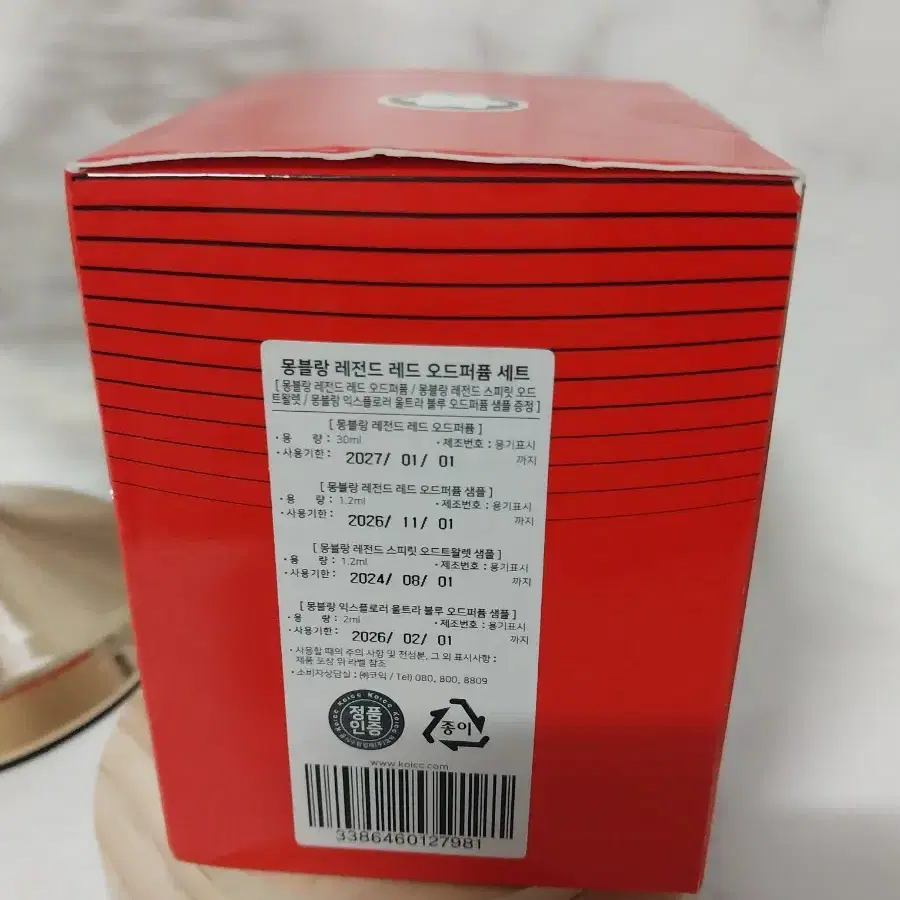 몽블랑 레전드 레드 오드퍼퓸 세트
[ 몽블랑 레전드 레드 오드퍼퓸 / 몽블랑 레전드 스피릿 오드
트왈렛 / 몽블랑 익스플로러 울트라 블루 오드퍼퓸 샘플 증정 ]
[ 몽블랑 레전드 레드 오드퍼퓸 ]
·용 량 : 30ml ·제조번호 : 용기표시
·사용기한 : 2027/ 01/ 01 까지
[ 몽블랑 레전드 레드 오드퍼퓸 샘플 ]
·용 량 : 1.2ml ·제조번호 : 용기표시
·사용기한 : 2026/ 11/ 01 까지
[ 몽블랑 레전드 스피릿 오드트왈렛 샘플 ]
·용 량 : 1.2ml ·제조번호 : 용기표시
·사용기한 : 2024/ 08/ 01 까지
[ 몽블랑 익스플로러 울트라 블루 오드퍼퓸 샘플 ]
·용 량 : 2ml ·제조번호 : 용기표시
·사용기한 : 2026/ 02/ 01 까지
·사용할 때의 주의 사항 및 전성분, 그 외 표시사항 :
제품 포장 위 라벨 참조
·소비자상담실 : ㈜코익 / Tel) 080. 800. 8809
Koicc Koicc Koicc
정품
인증
종이
www.koicc.com
3386460127981